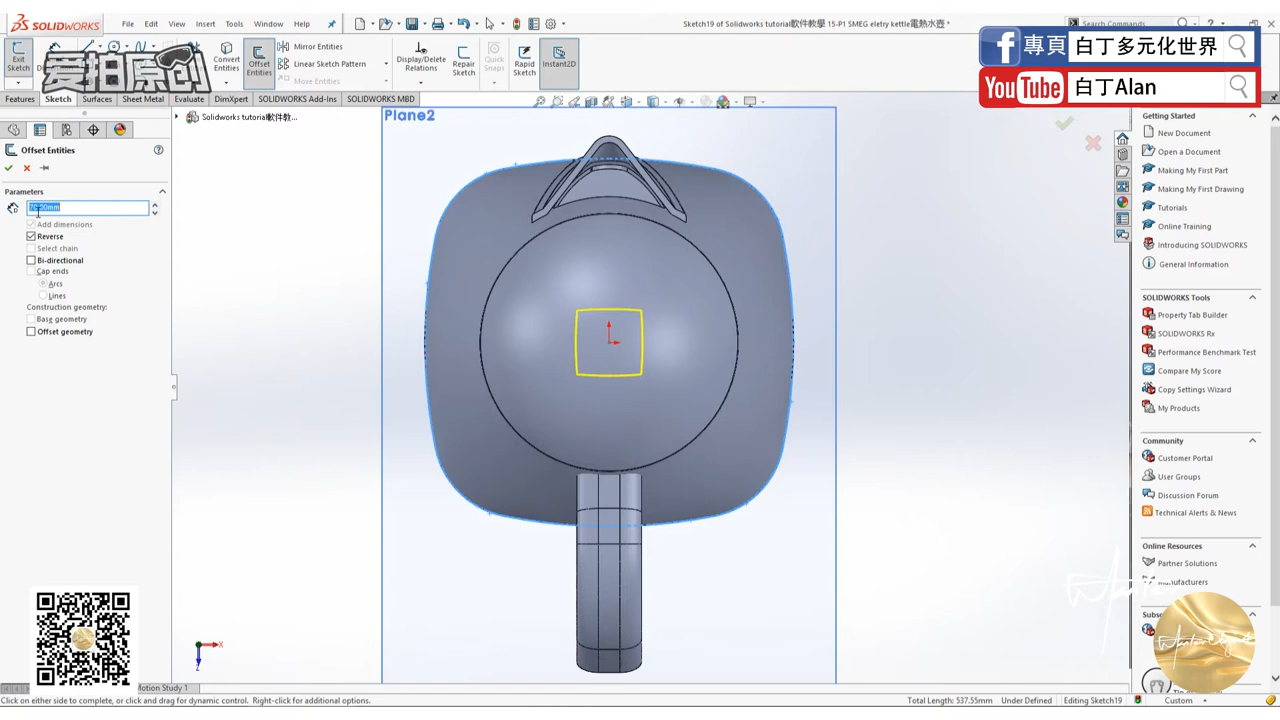 SOLIDWORKS
File Edit View Insert Tools Window Help
Sketch19 of Solidworks tutorial軟件教學 15-P1 SMEG eletry kettle電熱水壺 *
Search Commands
專頁 白丁多元化世界
YouTube 白丁Alan
愛拍原创
Exit Sketch
Convert Entities
Offset Entities
Mirror Entities
Linear Sketch Pattern
Move Entities
Display/Delete Relations
Repair Sketch
Quick Snaps
Rapid Sketch
Instant2D
Features Sketch Surfaces Sheet Metal Evaluate DimXpert SOLIDWORKS Add-Ins SOLIDWORKS MBD
Solidworks tutorial軟件教...
Plane2
Offset Entities
Parameters
70.00mm
Add dimensions
Reverse
Select chain
Bi-directional
Cap ends
Arcs
Lines
Construction geometry:
Base geometry
Offset geometry
Getting Started
New Document
Open a Document
Making My First Part
Making My First Drawing
Tutorials
Online Training
Introducing SOLIDWORKS
General Information
SOLIDWORKS Tools
Property Tab Builder
SOLIDWORKS Rx
Performance Benchmark Test
Compare My Score
Copy Settings Wizard
My Products
Community
Customer Portal
User Groups
Discussion Forum
Technical Alerts & News
Online Resources
Partner Solutions
Manufacturers
X
Motion Study 1
Click on either side to complete, or click and drag for dynamic control. Right-click for additional options.
Total Length: 537.55mm Under Defined Editing Sketch19 Custom